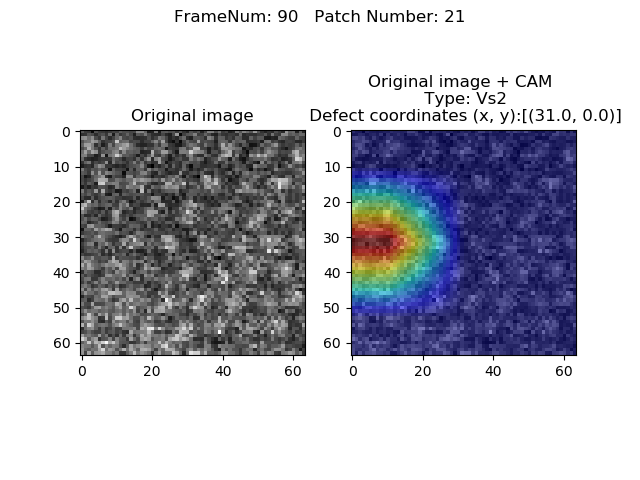 FrameNum: 90   Patch Number: 21
Original image
Original image + CAM
Type: Vs2
Defect coordinates (x, y):[(31.0, 0.0)]
0
10
20
30
40
50
60
0 20 40 60
0
10
20
30
40
50
60
0 20 40 60